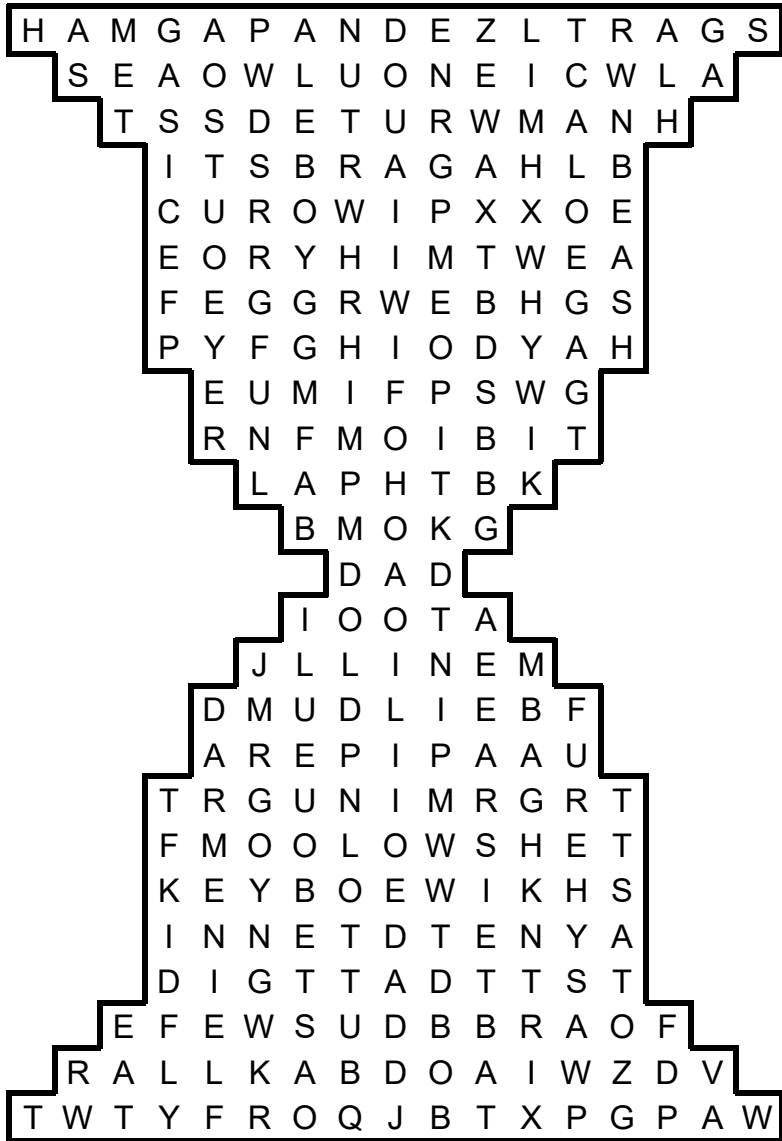 H A M G A P A N D E Z L T R A G S
S E A O W L U O N E I C W L A
T S S D E T U R W M A N H
I T S B R A G A H L B
C U R O W I P X X O E
E O R Y H I M T W E A
F E G G R W E B H G S
P Y F G H I O D Y A H
E U M I F P S W G
R N F M O I B I T
L A P H T B K
B M O K G
D A D
I O O T A
J L L I N E M
D M U D L I E B F
A R E P I P A A U
T R G U N I M R G R T
F M O O L O W S H E T
K E Y B O E W I K H S
I N N E T D T E N Y A
D I G T T A D T T S T
E F E W S U D B B R A O F
R A L L K A B D O A I W Z D V
T W T Y F R O Q J B T X P G P A W